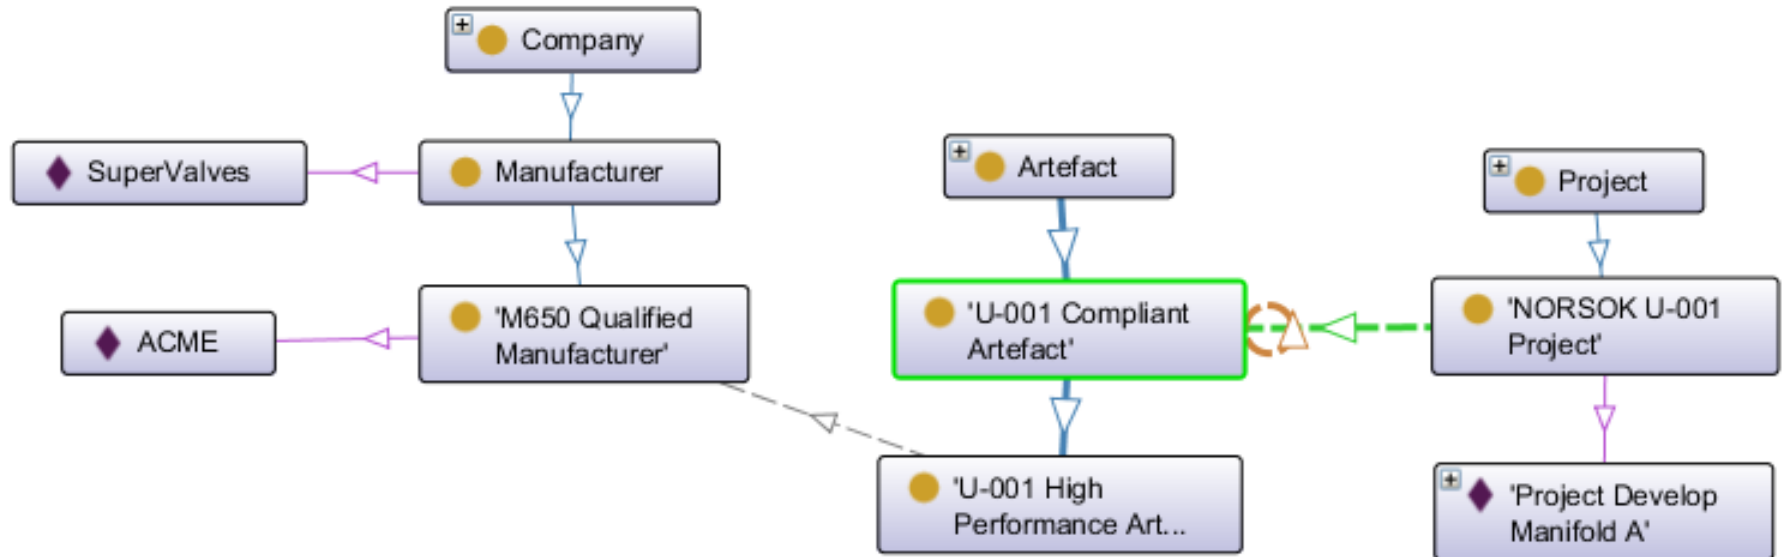 Company
SuperValves
Manufacturer
Artefact
Project
ACME
'M650 Qualified
Manufacturer'
'U-001 Compliant
Artefact'
'NORSOK U-001
Project'
'U-001 High
Performance Art...
'Project Develop
Manifold A'